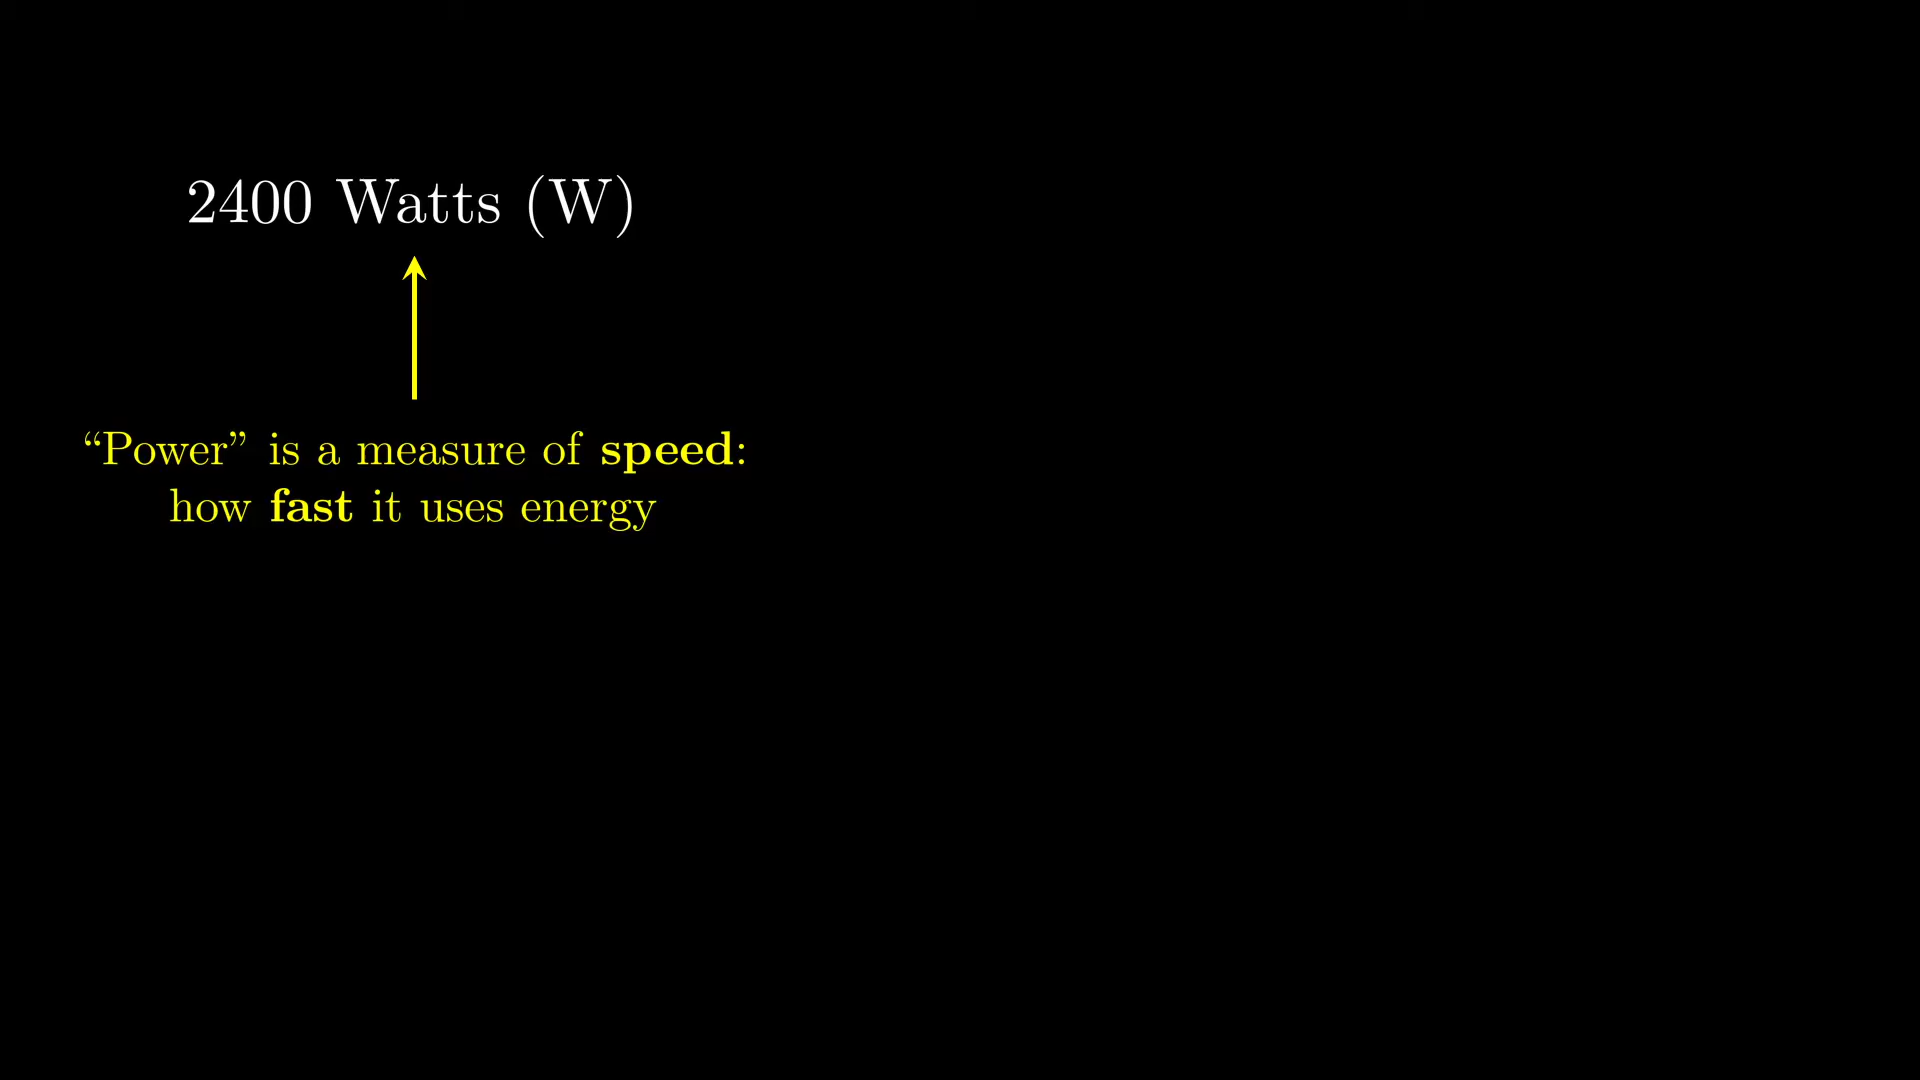 2400 Watts (W)
“Power” is a measure of speed:
how fast it uses energy